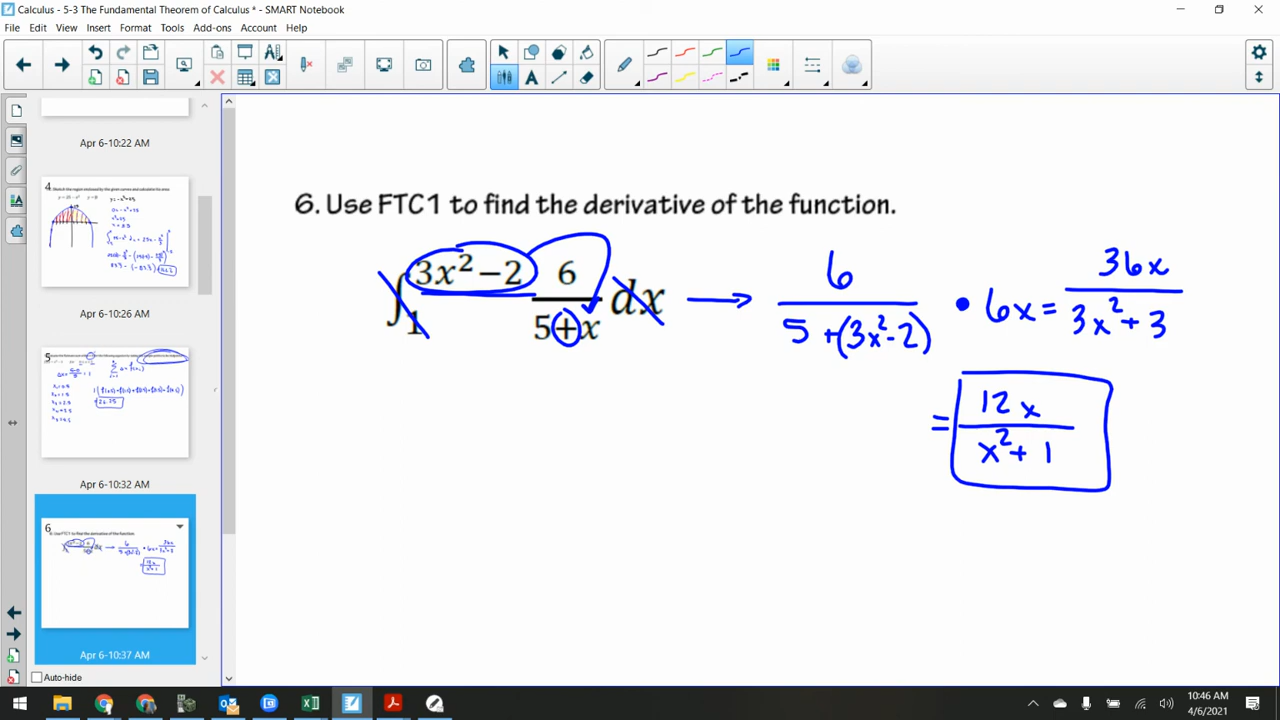 Calculus - 5-3 The Fundamental Theorem of Calculus * - SMART Notebook
File Edit View Insert Format Tools Add-ons Account Help
Apr 6-10:22 AM
4
Apr 6-10:26 AM
5
Apr 6-10:32 AM
6
Apr 6-10:37 AM
Auto-hide
6. Use FTC1 to find the derivative of the function.
∫₁^(3x² − 2) 6/(5 + x) dx → 6/(5 + (3x² - 2)) • 6x = 36x/(3x² + 3)
= 12x/(x² + 1)
10:46 AM
4/6/2021